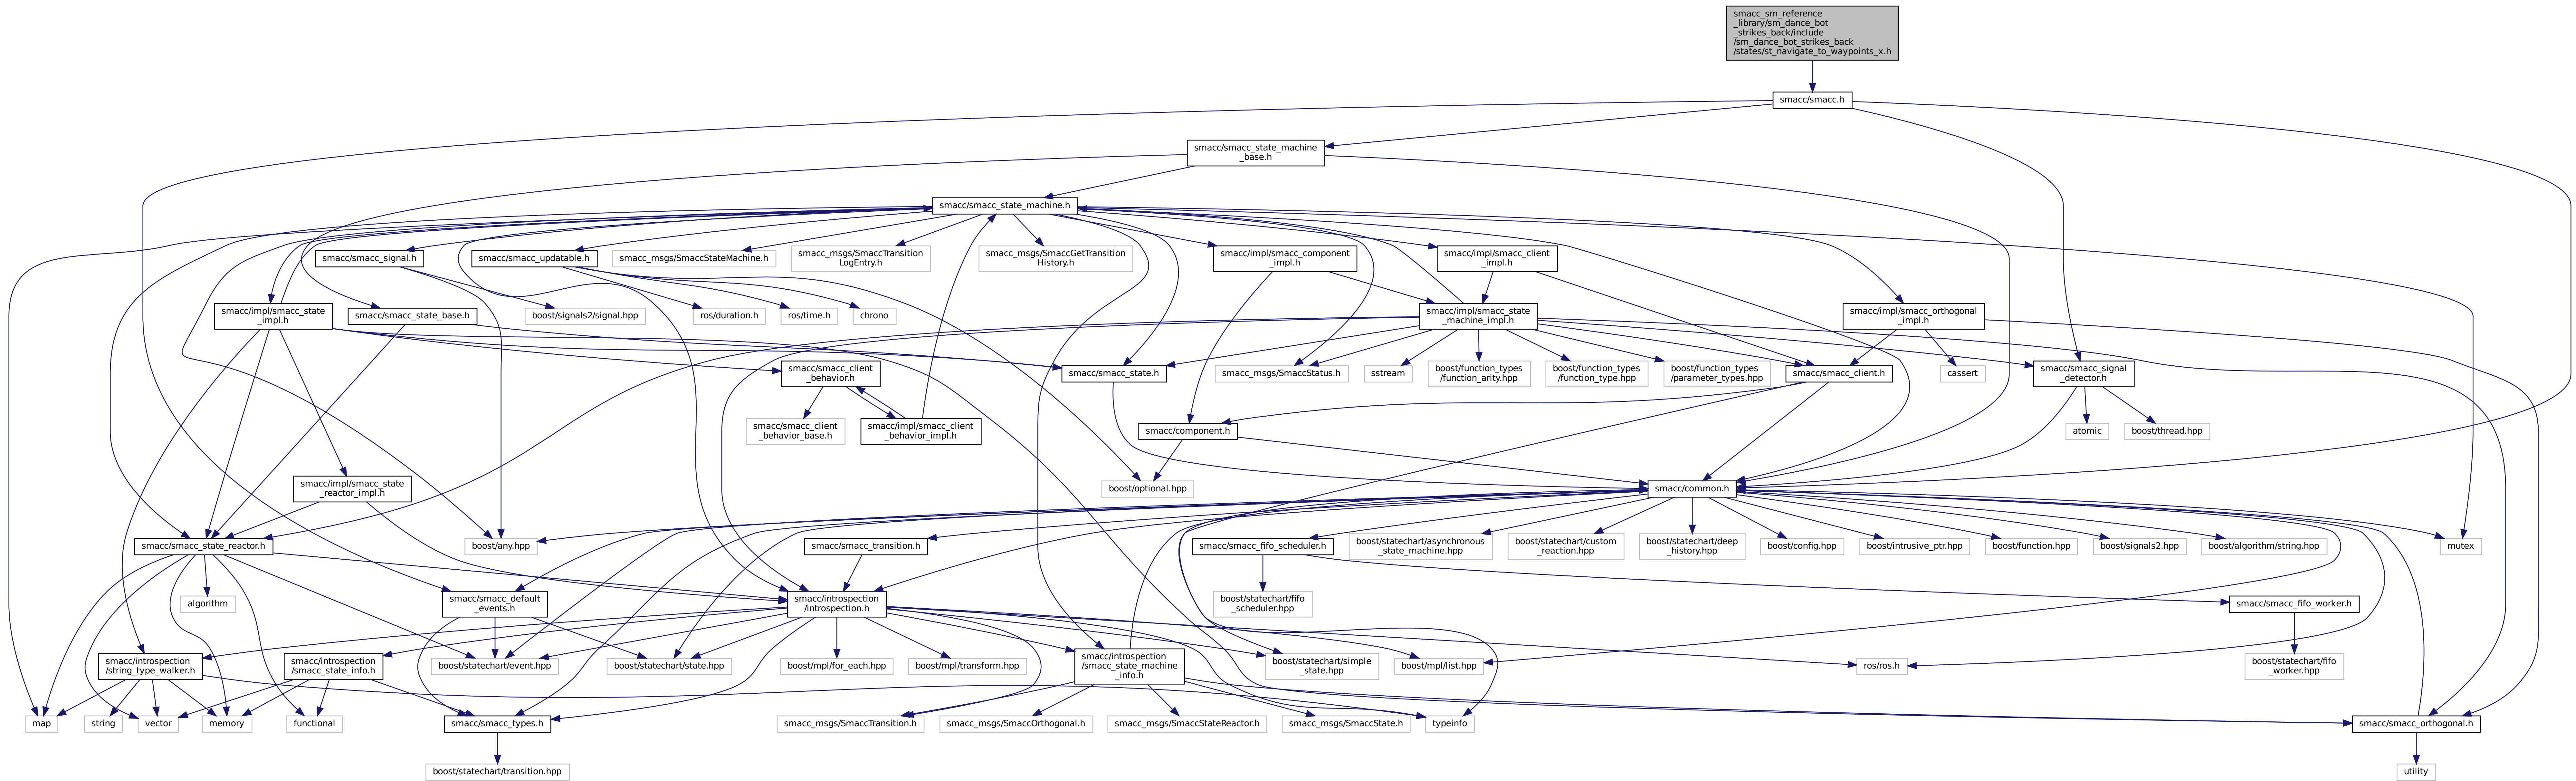 smacc_sm_reference
_library/sm_dance_bot
_strikes_back/include
/sm_dance_bot_strikes_back
/states/st_navigate_to_waypoints_x.h
smacc/smacc.h
smacc/smacc_state_machine
_base.h
smacc/smacc_state_machine.h
smacc/smacc_signal.h
smacc/smacc_updatable.h
smacc_msgs/SmaccStateMachine.h
smacc_msgs/SmaccTransition
LogEntry.h
smacc_msgs/SmaccGetTransition
History.h
smacc/impl/smacc_component
_impl.h
smacc/impl/smacc_client
_impl.h
smacc/impl/smacc_state
_impl.h
smacc/smacc_state_base.h
boost/signals2/signal.hpp
ros/duration.h
ros/time.h
chrono
smacc/impl/smacc_state
_machine_impl.h
smacc/impl/smacc_orthogonal
_impl.h
smacc/smacc_client
_behavior.h
smacc/smacc_state.h
smacc_msgs/SmaccStatus.h
sstream
boost/function_types
/function_arity.hpp
boost/function_types
/function_type.hpp
boost/function_types
/parameter_types.hpp
smacc/smacc_client.h
cassert
smacc/smacc_signal
_detector.h
smacc/smacc_client
_behavior_base.h
smacc/impl/smacc_client
_behavior_impl.h
smacc/component.h
atomic
boost/thread.hpp
smacc/impl/smacc_state
_reactor_impl.h
boost/optional.hpp
smacc/common.h
smacc/smacc_state_reactor.h
boost/any.hpp
smacc/smacc_transition.h
smacc/smacc_fifo_scheduler.h
boost/statechart/asynchronous
_state_machine.hpp
boost/statechart/custom
_reaction.hpp
boost/statechart/deep
_history.hpp
boost/config.hpp
boost/intrusive_ptr.hpp
boost/function.hpp
boost/signals2.hpp
boost/algorithm/string.hpp
mutex
algorithm
smacc/smacc_default
_events.h
smacc/introspection
/introspection.h
boost/statechart/fifo
_scheduler.hpp
smacc/smacc_fifo_worker.h
smacc/introspection
/string_type_walker.h
smacc/introspection
/smacc_state_info.h
boost/statechart/event.hpp
boost/statechart/state.hpp
boost/mpl/for_each.hpp
boost/mpl/transform.hpp
smacc/introspection
/smacc_state_machine
_info.h
boost/statechart/simple
_state.hpp
boost/mpl/list.hpp
ros/ros.h
boost/statechart/fifo
_worker.hpp
map
string
vector
memory
functional
smacc/smacc_types.h
smacc_msgs/SmaccTransition.h
smacc_msgs/SmaccOrthogonal.h
smacc_msgs/SmaccStateReactor.h
smacc_msgs/SmaccState.h
typeinfo
smacc/smacc_orthogonal.h
boost/statechart/transition.hpp
utility